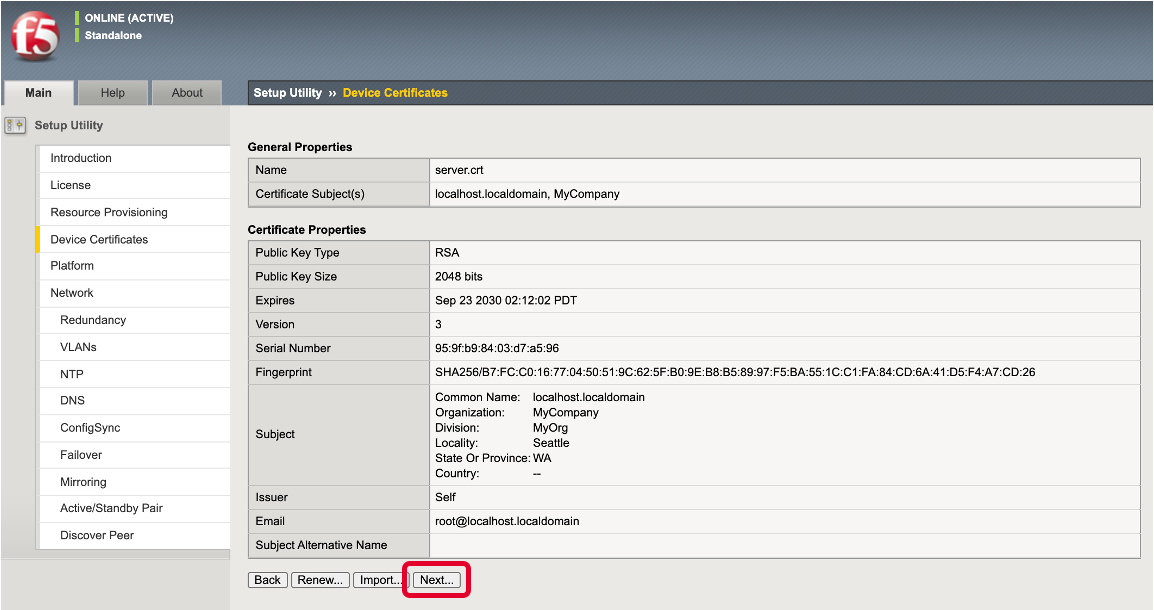 f5
ONLINE (ACTIVE)
Standalone
Main
Help
About
Setup Utility ›› Device Certificates
Setup Utility
Introduction
License
Resource Provisioning
Device Certificates
Platform
Network
Redundancy
VLANs
NTP
DNS
ConfigSync
Failover
Mirroring
Active/Standby Pair
Discover Peer
General Properties
Name server.crt
Certificate Subject(s) localhost.localdomain, MyCompany
Certificate Properties
Public Key Type RSA
Public Key Size 2048 bits
Expires Sep 23 2030 02:12:02 PDT
Version 3
Serial Number 95:9f:b9:84:03:d7:a5:96
Fingerprint SHA256/B7:FC:C0:16:77:04:50:51:9C:62:5F:B0:9E:B8:B5:89:97:F5:BA:55:1C:C1:FA:84:CD:6A:41:D5:F4:A7:CD:26
Subject
Common Name: localhost.localdomain
Organization: MyCompany
Division: MyOrg
Locality: Seattle
State Or Province: WA
Country: --
Issuer Self
Email root@localhost.localdomain
Subject Alternative Name
Back Renew... Import... Next...